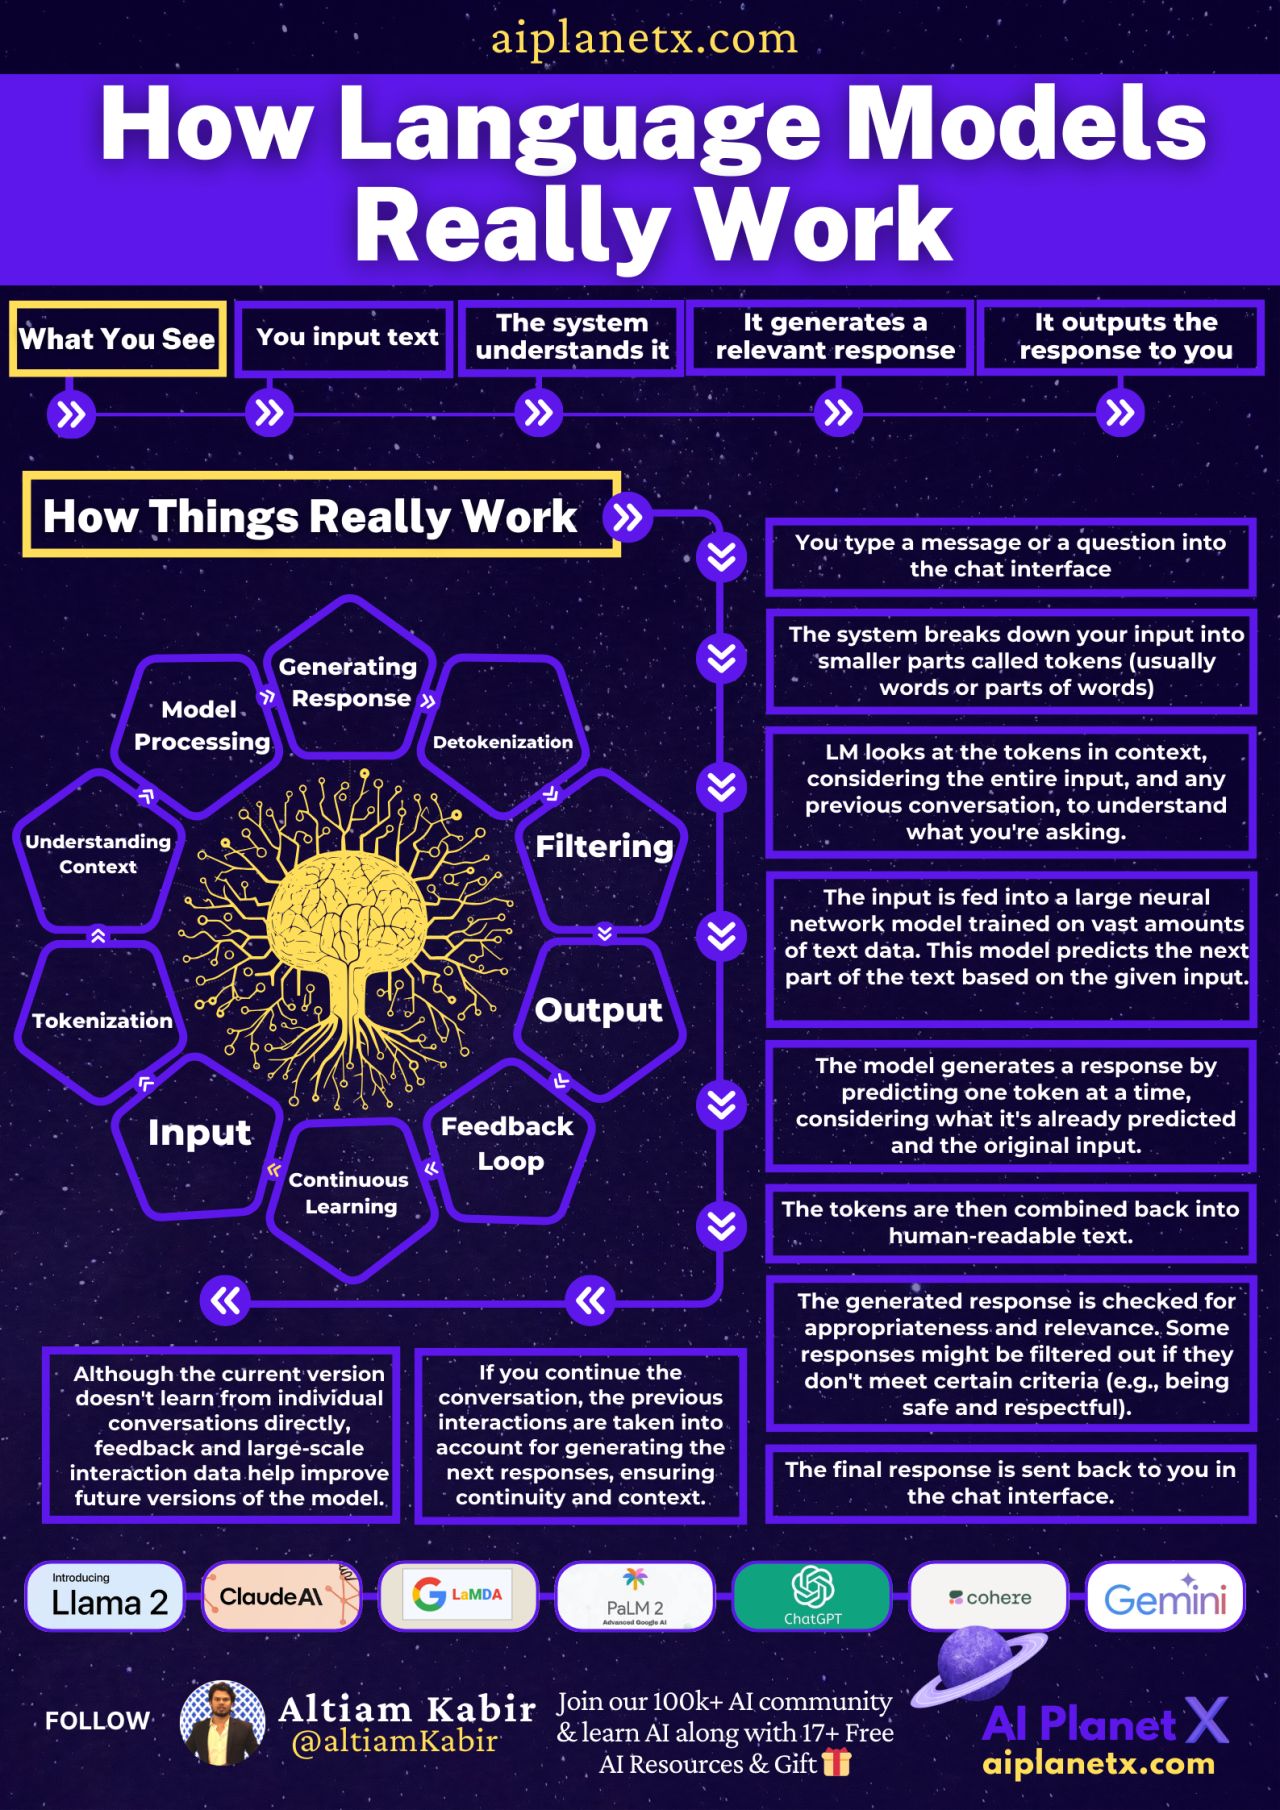 aiplanetx.com
How Language Models
Really Work
What You See
You input text
The system
understands it
It generates a
relevant response
It outputs the
response to you
How Things Really Work
You type a message or a question into
the chat interface
The system breaks down your input into
smaller parts called tokens (usually
words or parts of words)
LM looks at the tokens in context,
considering the entire input, and any
previous conversation, to understand
what you're asking.
The input is fed into a large neural
network model trained on vast amounts
of text data. This model predicts the next
part of the text based on the given input.
The model generates a response by
predicting one token at a time,
considering what it's already predicted
and the original input.
The tokens are then combined back into
human-readable text.
The generated response is checked for
appropriateness and relevance. Some
responses might be filtered out if they
don't meet certain criteria (e.g., being
safe and respectful).
The final response is sent back to you in
the chat interface.
If you continue the
conversation, the previous
interactions are taken into
account for generating the
next responses, ensuring
continuity and context.
Although the current version
doesn't learn from individual
conversations directly,
feedback and large-scale
interaction data help improve
future versions of the model.
Input
Tokenization
Understanding
Context
Model
Processing
Generating
Response
Detokenization
Filtering
Output
Feedback
Loop
Continuous
Learning
Introducing
Llama 2
ClaudeA\
G LaMDA
PaLM 2
Advanced Google AI
ChatGPT
cohere
Gemini
FOLLOW
Altiam Kabir
@altiamKabir
Join our 100k+ AI community
& learn AI along with 17+ Free
AI Resources & Gift
AI Planet X
aiplanetx.com